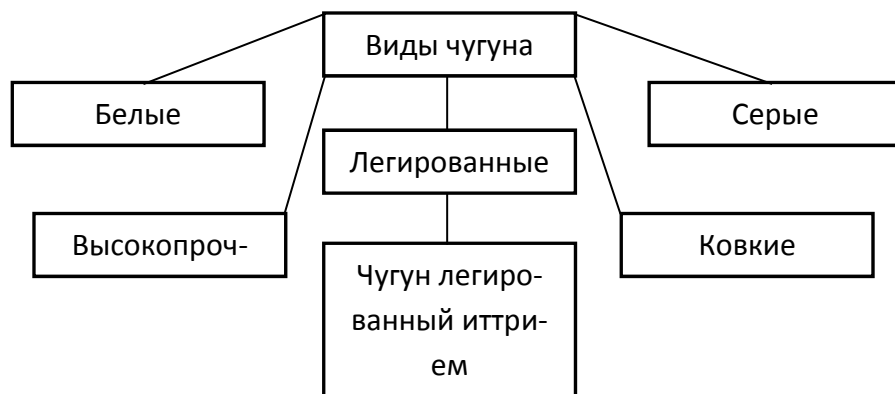 Виды чугуна
Белые
Серые
Легированные
Высокопроч-
Ковкие
Чугун легиро-
ванный иттри-
ем